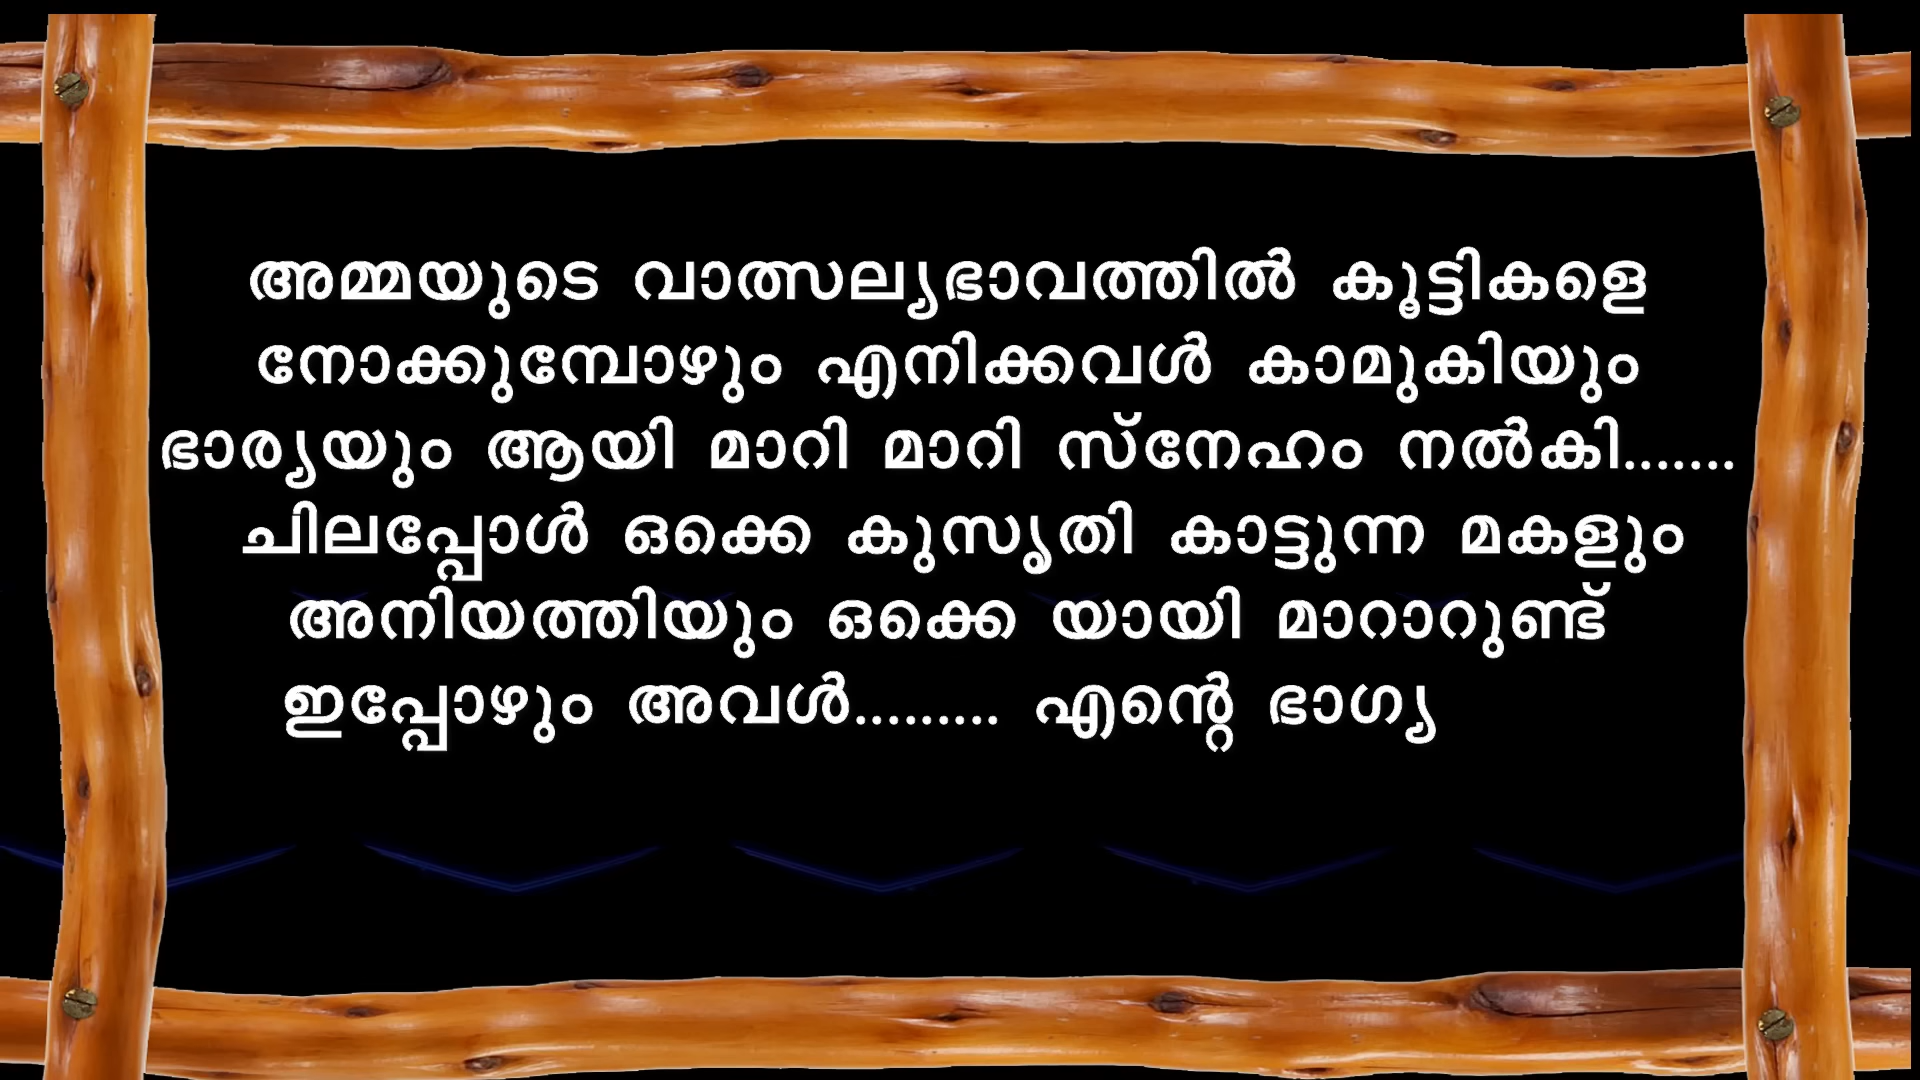 അമ്മയുടെ വാത്സല്യഭാവത്തിൽ കൂട്ടികളെ
നോക്കുമ്പോഴും എനിക്കവൾ കാമുകിയും
ഭാര്യയും ആയി മാറി മാറി സ്നേഹം നൽകി.......
ചിലപ്പോൾ ഒക്കെ കുസൃതി കാട്ടുന്ന മകളും
അനിയത്തിയും ഒക്കെ യായി മാറാറുണ്ട്
ഇപ്പോഴും അവൾ......... എന്റെ ഭാഗ്യ